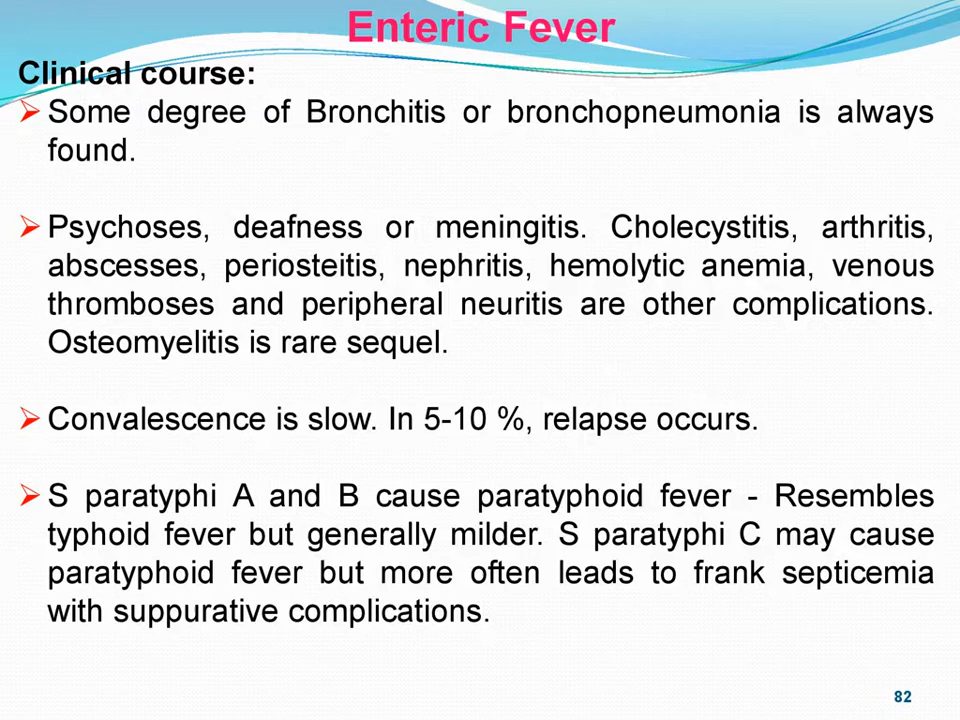 Enteric Fever
Clinical course:
Some degree of Bronchitis or bronchopneumonia is always
found.
Psychoses, deafness or meningitis. Cholecystitis, arthritis,
abscesses, periosteitis, nephritis, hemolytic anemia, venous
thromboses and peripheral neuritis are other complications.
Osteomyelitis is rare sequel.
Convalescence is slow. In 5-10 %, relapse occurs.
S paratyphi A and B cause paratyphoid fever - Resembles
typhoid fever but generally milder. S paratyphi C may cause
paratyphoid fever but more often leads to frank septicemia
with suppurative complications.
82